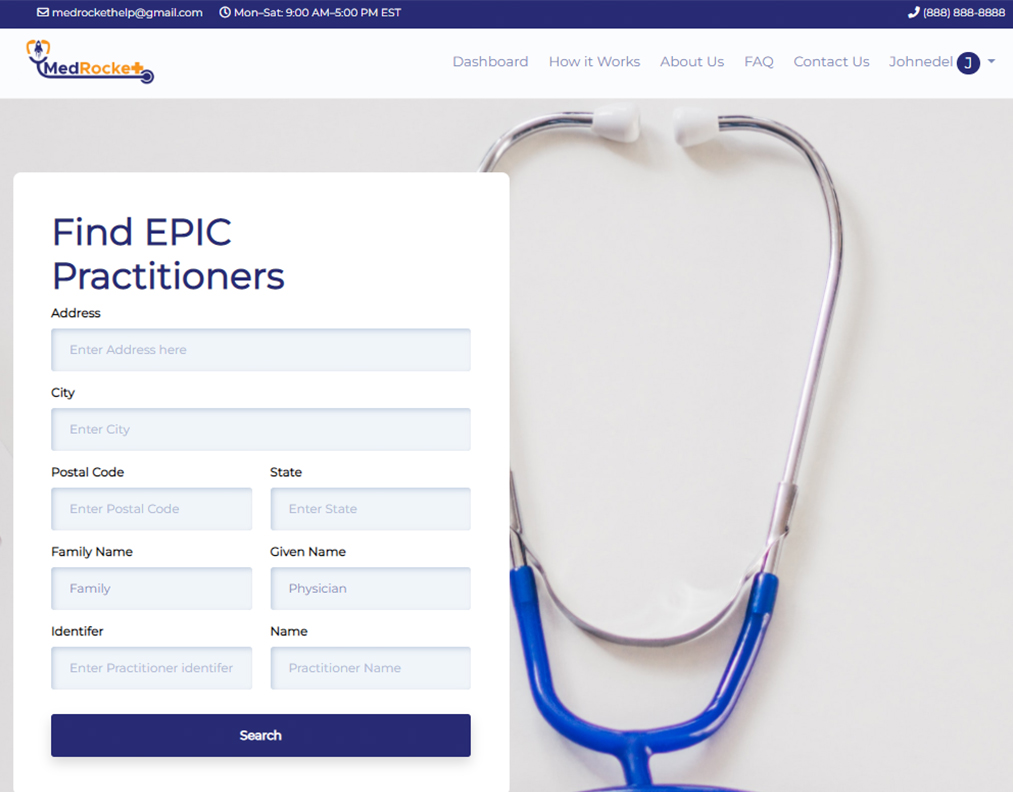 medrockethelp@gmail.com Mon–Sat: 9:00 AM–5:00 PM EST (888) 888-8888
MedRocket Dashboard How it Works About Us FAQ Contact Us Johnedel J
Find EPIC
Practitioners
Address
Enter Address here
City
Enter City
Postal Code State
Enter Postal Code Enter State
Family Name Given Name
Family Physician
Identifer Name
Enter Practitioner identifer Practitioner Name
Search